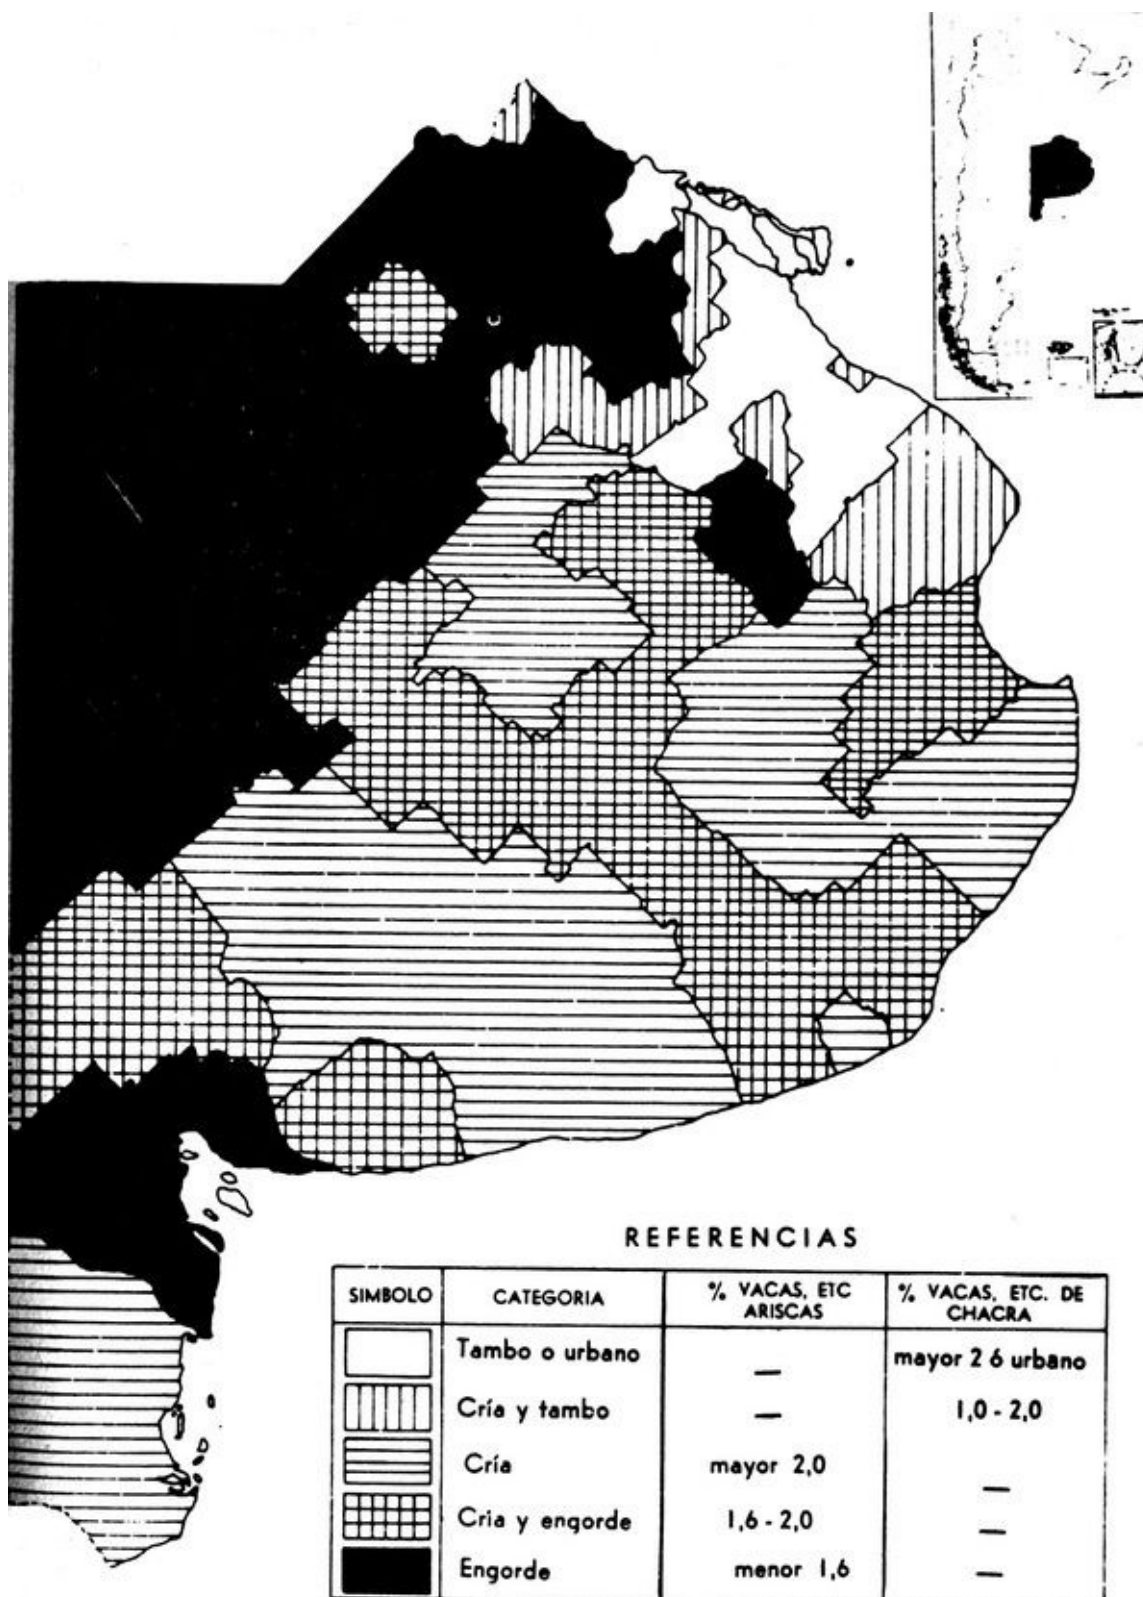 REFERENCIAS
SIMBOLO CATEGORIA % VACAS, ETC ARISCAS % VACAS, ETC. DE CHACRA
Tambo o urbano — mayor 2 ó urbano
Cría y tambo — 1,0 - 2,0
Cría mayor 2,0 —
Cria y engorde 1,6 - 2,0 —
Engorde menor 1,6 —